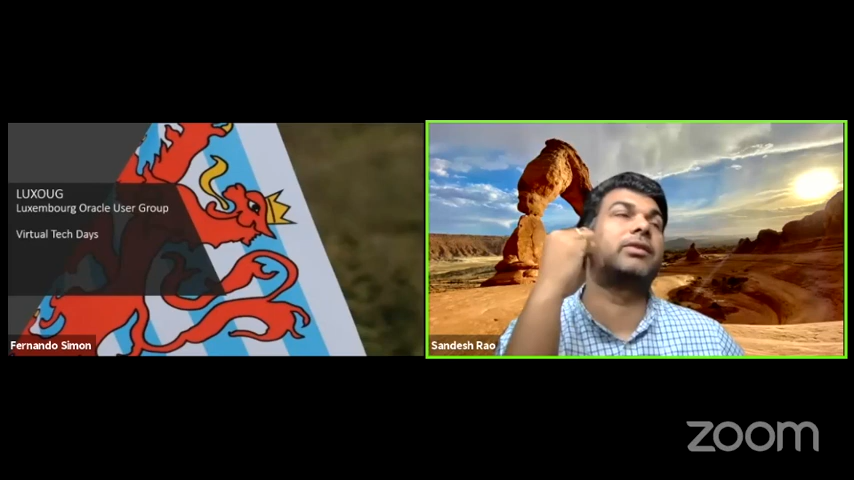 LUXOUG
Luxembourg Oracle User Group
Virtual Tech Days
Fernando Simon
Sandesh Rao
zoom